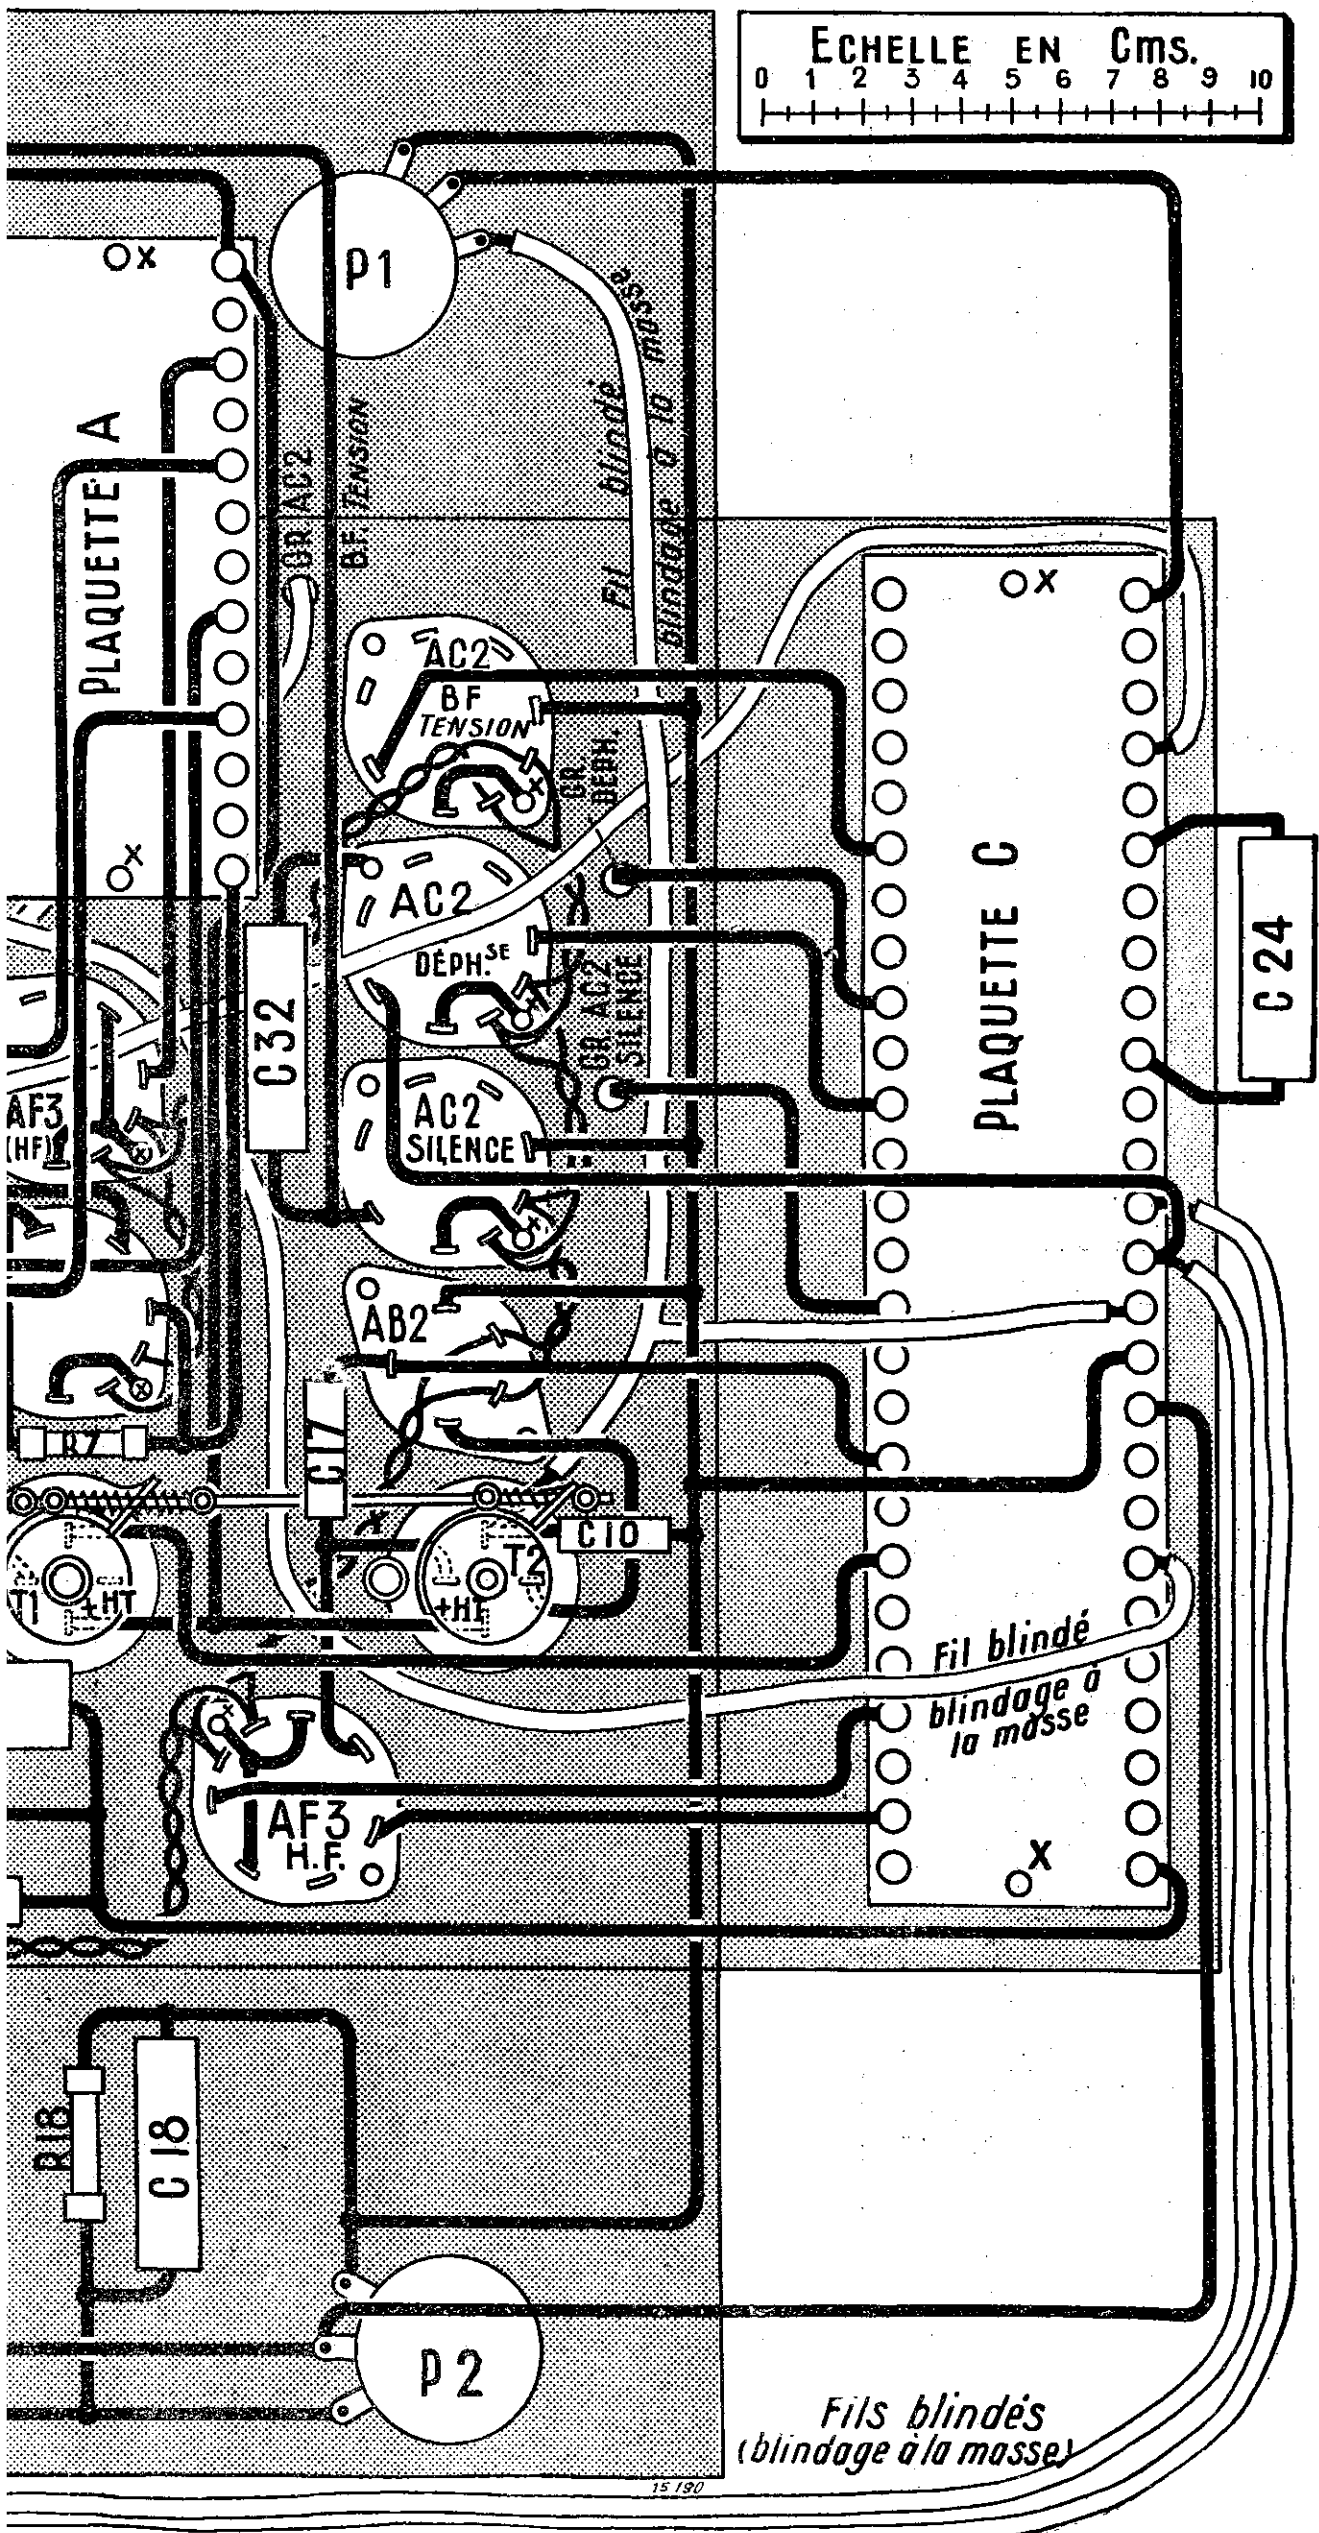 ECHELLE EN Cms.
0 1 2 3 4 5 6 7 8 9 10
P1
X
PLAQUETTE A
GR. AC2
B.F. TENSION
Fil blindé
blindage à la masse
X
AC2
BF
TENSION
X
GR.
DEPH.
X
AC2
DÉPH.SE
X
GR. AC2
SILENCE
C32
PLAQUETTE C
C24
AF3
(HF)
X
AC2
SILENCE
X
AB2
X
R7
C17
C10
T1
+HT
T2
+HT
X
Fil blindé
blindage à
la masse
AF3
H.F.
X
R18
C18
P2
Fils blindés
(blindage à la masse)
15190